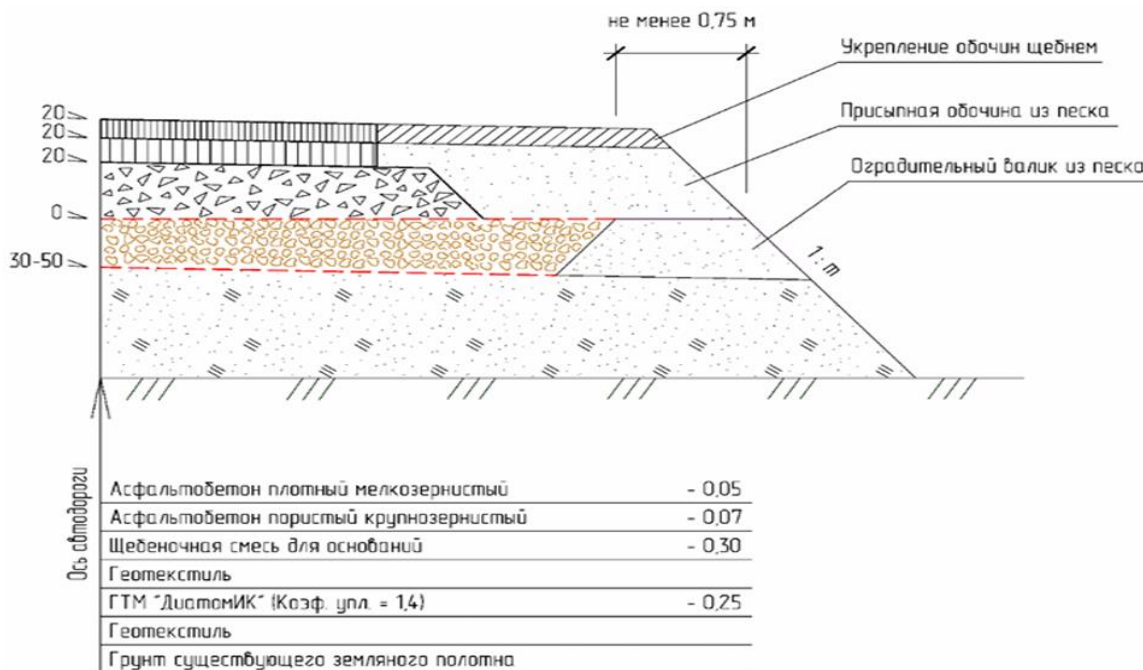 не менее 0,75 м
Укрепление обочин щебнем
20
20
Присыпная обочина из песка
20
Оградительный валик из песка
0
1:m
30-50
Ось автодороги
Асфальтобетон плотный мелкозернистый - 0,05
Асфальтобетон пористый крупнозернистый - 0,07
Щебеночная смесь для оснований - 0,30
Геотекстиль
ГТМ "ДиатомИК" (Коэф. упл. = 1,4) - 0,25
Геотекстиль
Грунт существующего земляного полотна